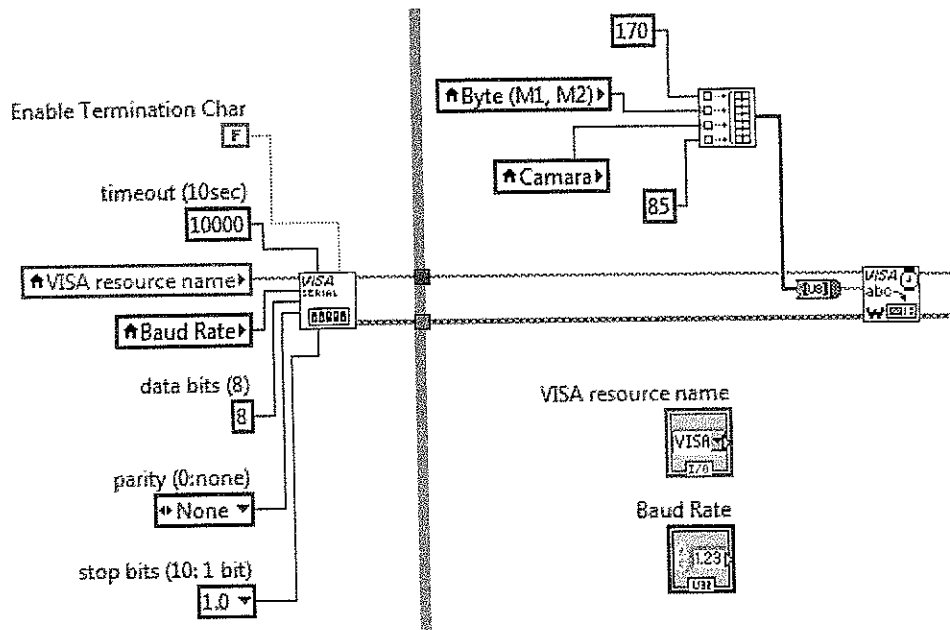 170
Byte (M1, M2)
Enable Termination Char
F
Camara
timeout (10sec)
10000
85
VISA resource name
VISA
SERIAL
[U8]
VISA
abc
W
Baud Rate
data bits (8)
8
VISA resource name
VISA
I/O
parity (0:none)
None
Baud Rate
1.23
U32
stop bits (10: 1 bit)
1.0